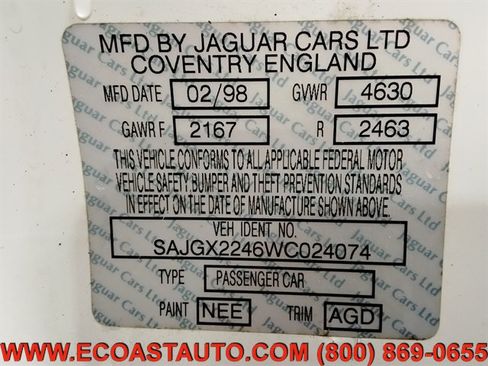 MFD BY JAGUAR CARS LTD
COVENTRY ENGLAND
MFD DATE 02/98 GVWR 4630
GAWR F 2167 R 2463
THIS VEHICLE CONFORMS TO ALL APPLICABLE FEDERAL MOTOR
VEHICLE SAFETY BUMPER AND THEFT PREVENTION STANDARDS
IN EFFECT ON THE DATE OF MANUFACTURE SHOWN ABOVE.
VEH IDENT NO.
SAJGX2246WC024074
TYPE PASSENGER CAR
PAINT NEE TRIM AGD
WWW.ECOASTAUTO.COM (800) 869-0655